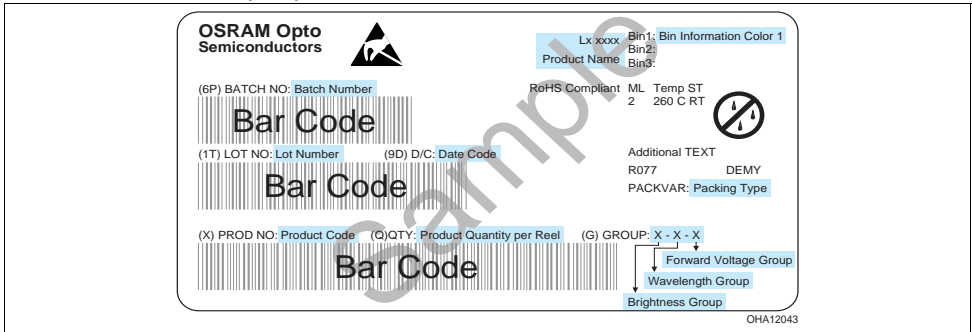 OSRAM Opto
Semiconductors
Lx xxxx
Product Name
Bin1: Bin Information Color 1
Bin2:
Bin3:
(6P) BATCH NO: Batch Number
Bar Code
RoHS Compliant
ML Temp ST
2 260 C RT
(1T) LOT NO: Lot Number (9D) D/C: Date Code
Bar Code
Additional TEXT
R077 DEMY
PACKVAR: Packing Type
(X) PROD NO: Product Code (Q)QTY: Product Quantity per Reel (G) GROUP: X - X - X
Bar Code
Forward Voltage Group
Wavelength Group
Brightness Group
Sample
OHA12043